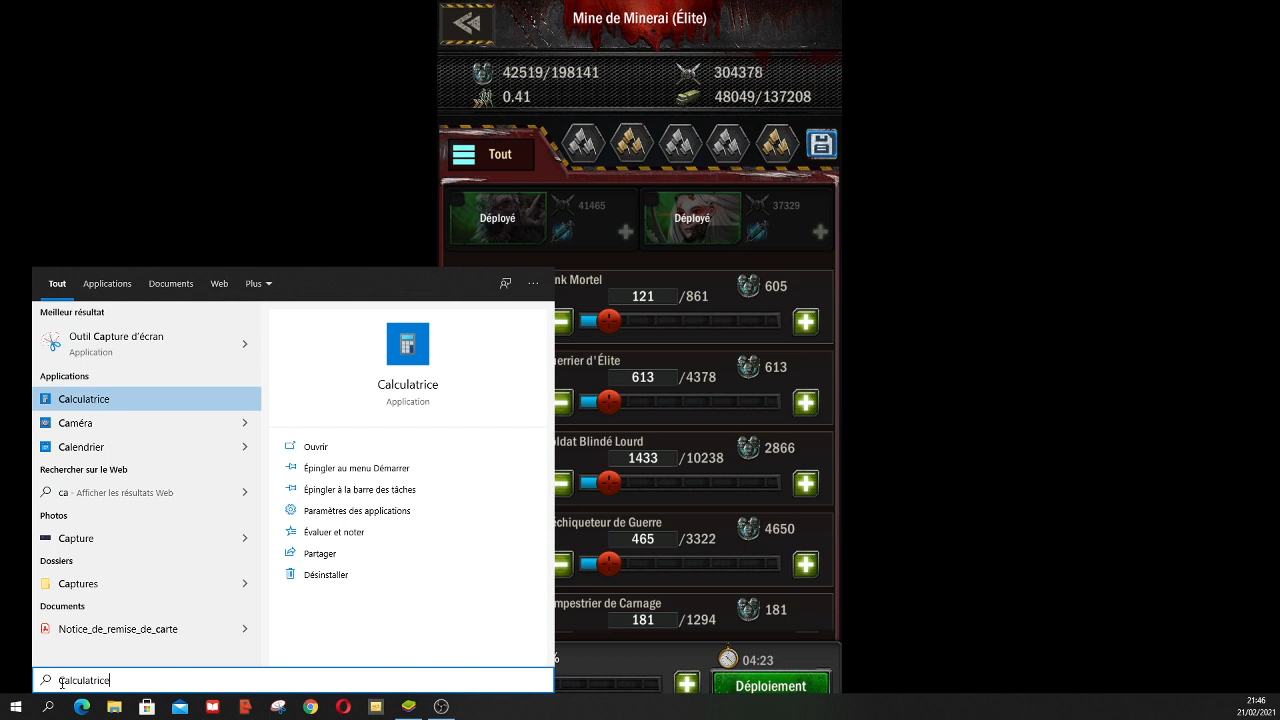 Mine de Minerai (Élite)
42519/198141
304378
0.41
48049/137208
Tout
Déployé
41465
Déployé
37329
nk Mortel
121 /861
605
uerrier d'Élite
613 /4378
613
oldat Blindé Lourd
1433 /10238
2866
échiqueteur de Guerre
465 /3322
4650
mpestrier de Carnage
181 /1294
181
%
04:23
Déploiement
Tout Applications Documents Web Plus
Meilleur résultat
Outil Capture d'écran
Application
Applications
Calculatrice
Caméra
Calendrier
Rechercher sur le Web
ca - Afficher les résultats Web
Photos
Capture
Dossiers
Captures
Documents
Notice_de_remise_de_carte
Calculatrice
Application
Ouvrir
Épingler au menu Démarrer
Épingler à la barre des tâches
Paramètres des applications
Évaluer et noter
Partager
Désinstaller
Calculatrice
21:46
21/02/2021